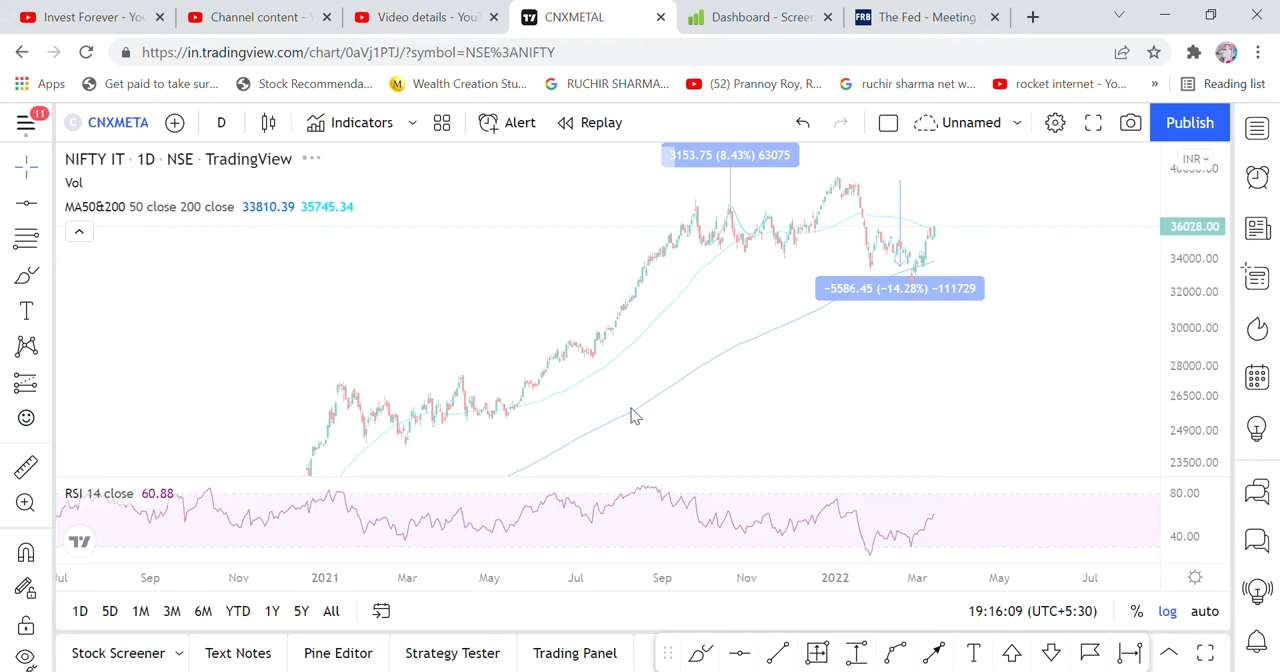 Invest Forever - You
Channel content -
Video details - You
CNXMETAL
Dashboard - Screen
FRB The Fed - Meeting
https://in.tradingview.com/chart/0aVj1PTJ/?symbol=NSE%3ANIFTY
Apps
Get paid to take sur...
Stock Recommenda...
M Wealth Creation Stu...
RUCHIR SHARMA...
(52) Prannoy Roy, R...
ruchir sharma net w...
rocket internet - Yo...
»
Reading list
11
C CNXMETA
D
Indicators
Alert
Replay
Unnamed
Publish
NIFTY IT · 1D · NSE · TradingView
Vol
MA50&200 50 close 200 close 33810.39 35745.34
3153.75 (8.43%) 63075
−5586.45 (−14.28%) −111729
INR
40000.00
36028.00
34000.00
32000.00
30000.00
28000.00
26500.00
24900.00
23500.00
RSI 14 close 60.88
80.00
40.00
Sep Nov 2021 Mar May Jul Sep Nov 2022 Mar May Jul
1D 5D 1M 3M 6M YTD 1Y 5Y All
19:16:09 (UTC+5:30)
% log auto
Stock Screener
Text Notes
Pine Editor
Strategy Tester
Trading Panel